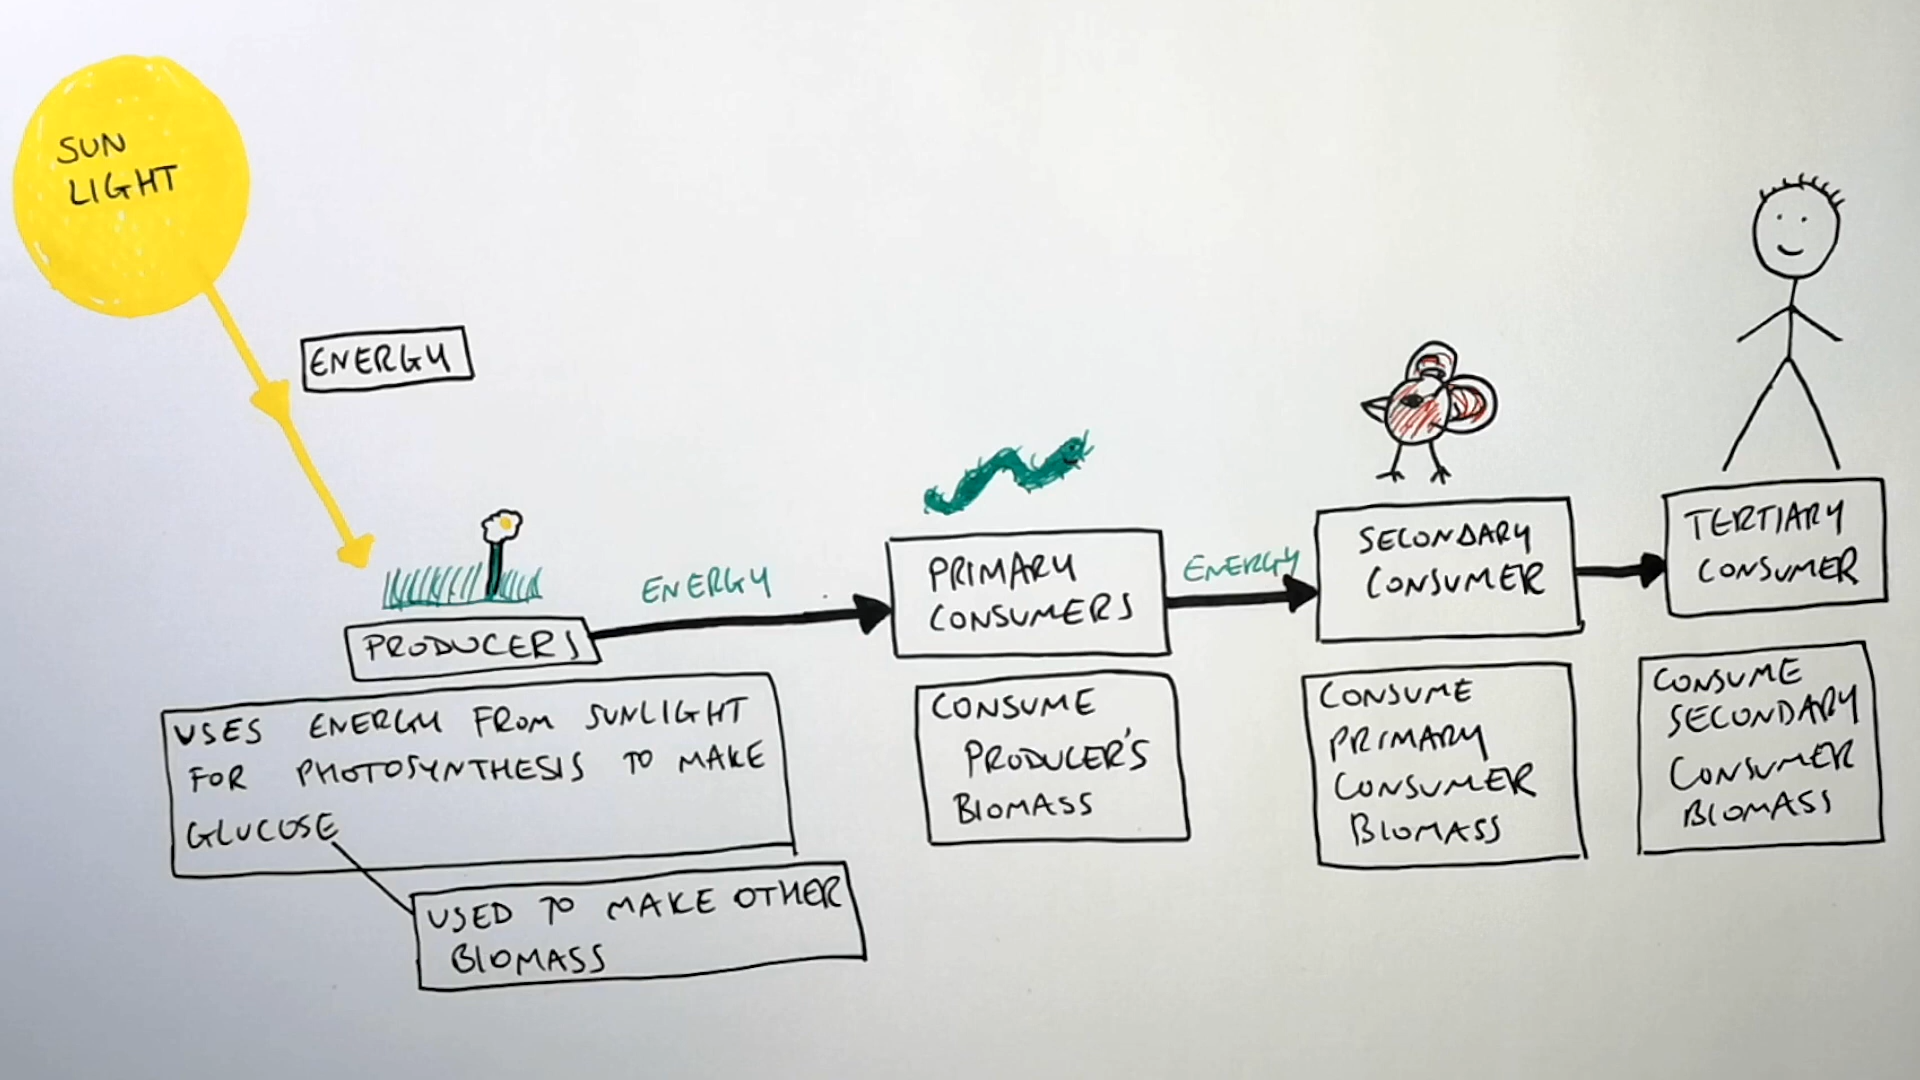 SUN
LIGHT
ENERGY
PRODUCERS
USES ENERGY FROM SUNLIGHT
FOR PHOTOSYNTHESIS TO MAKE
GLUCOSE
USED TO MAKE OTHER
BIOMASS
ENERGY
PRIMARY
CONSUMERS
CONSUME
PRODUCER'S
BIOMASS
ENERGY
SECONDARY
CONSUMER
CONSUME
PRIMARY
CONSUMER
BIOMASS
TERTIARY
CONSUMER
CONSUME
SECONDARY
CONSUMER
BIOMASS